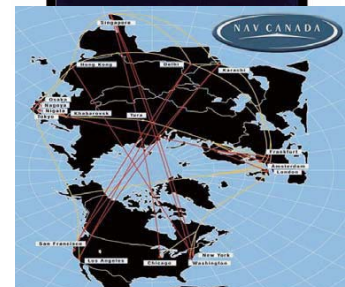 Singapore
NAV CANADA
Hong Kong
Delhi
Karachi
Osaka
Nagoya
Niigata
Tokyo
Khabarovsk
Frankfurt
Amsterdam
London
San Francisco
Los Angeles
Chicago
New York
Washington